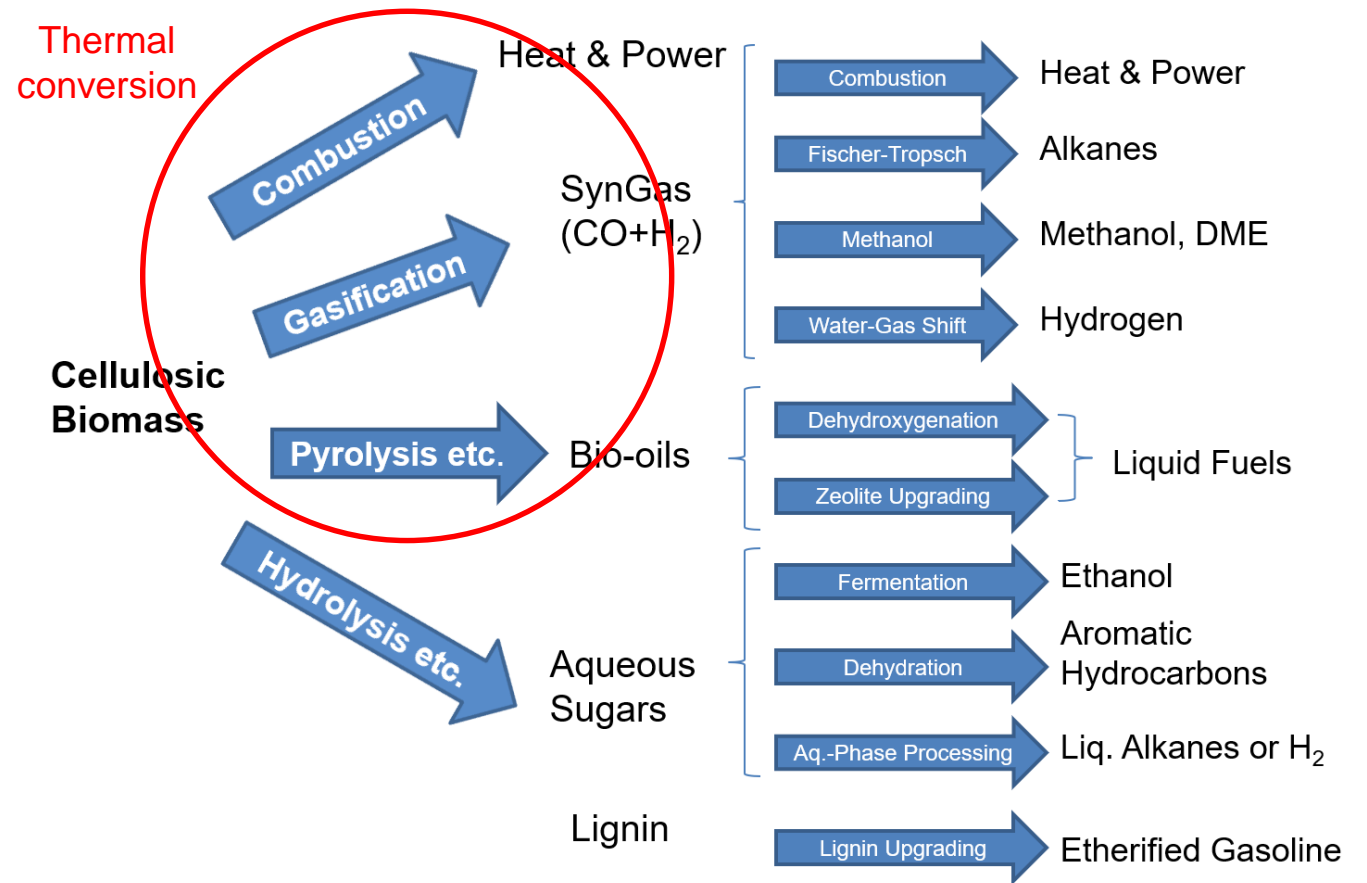 Thermal
conversion
Cellulosic
Biomass
Combustion
Heat & Power
Gasification
SynGas
(CO+H₂)
Pyrolysis etc.
Bio-oils
Hydrolysis etc.
Aqueous
Sugars
Lignin
Combustion
Heat & Power
Fischer-Tropsch
Alkanes
Methanol
Methanol, DME
Water-Gas Shift
Hydrogen
Dehydroxygenation
Zeolite Upgrading
Liquid Fuels
Fermentation
Ethanol
Dehydration
Aromatic
Hydrocarbons
Aq.-Phase Processing
Liq. Alkanes or H₂
Lignin Upgrading
Etherified Gasoline